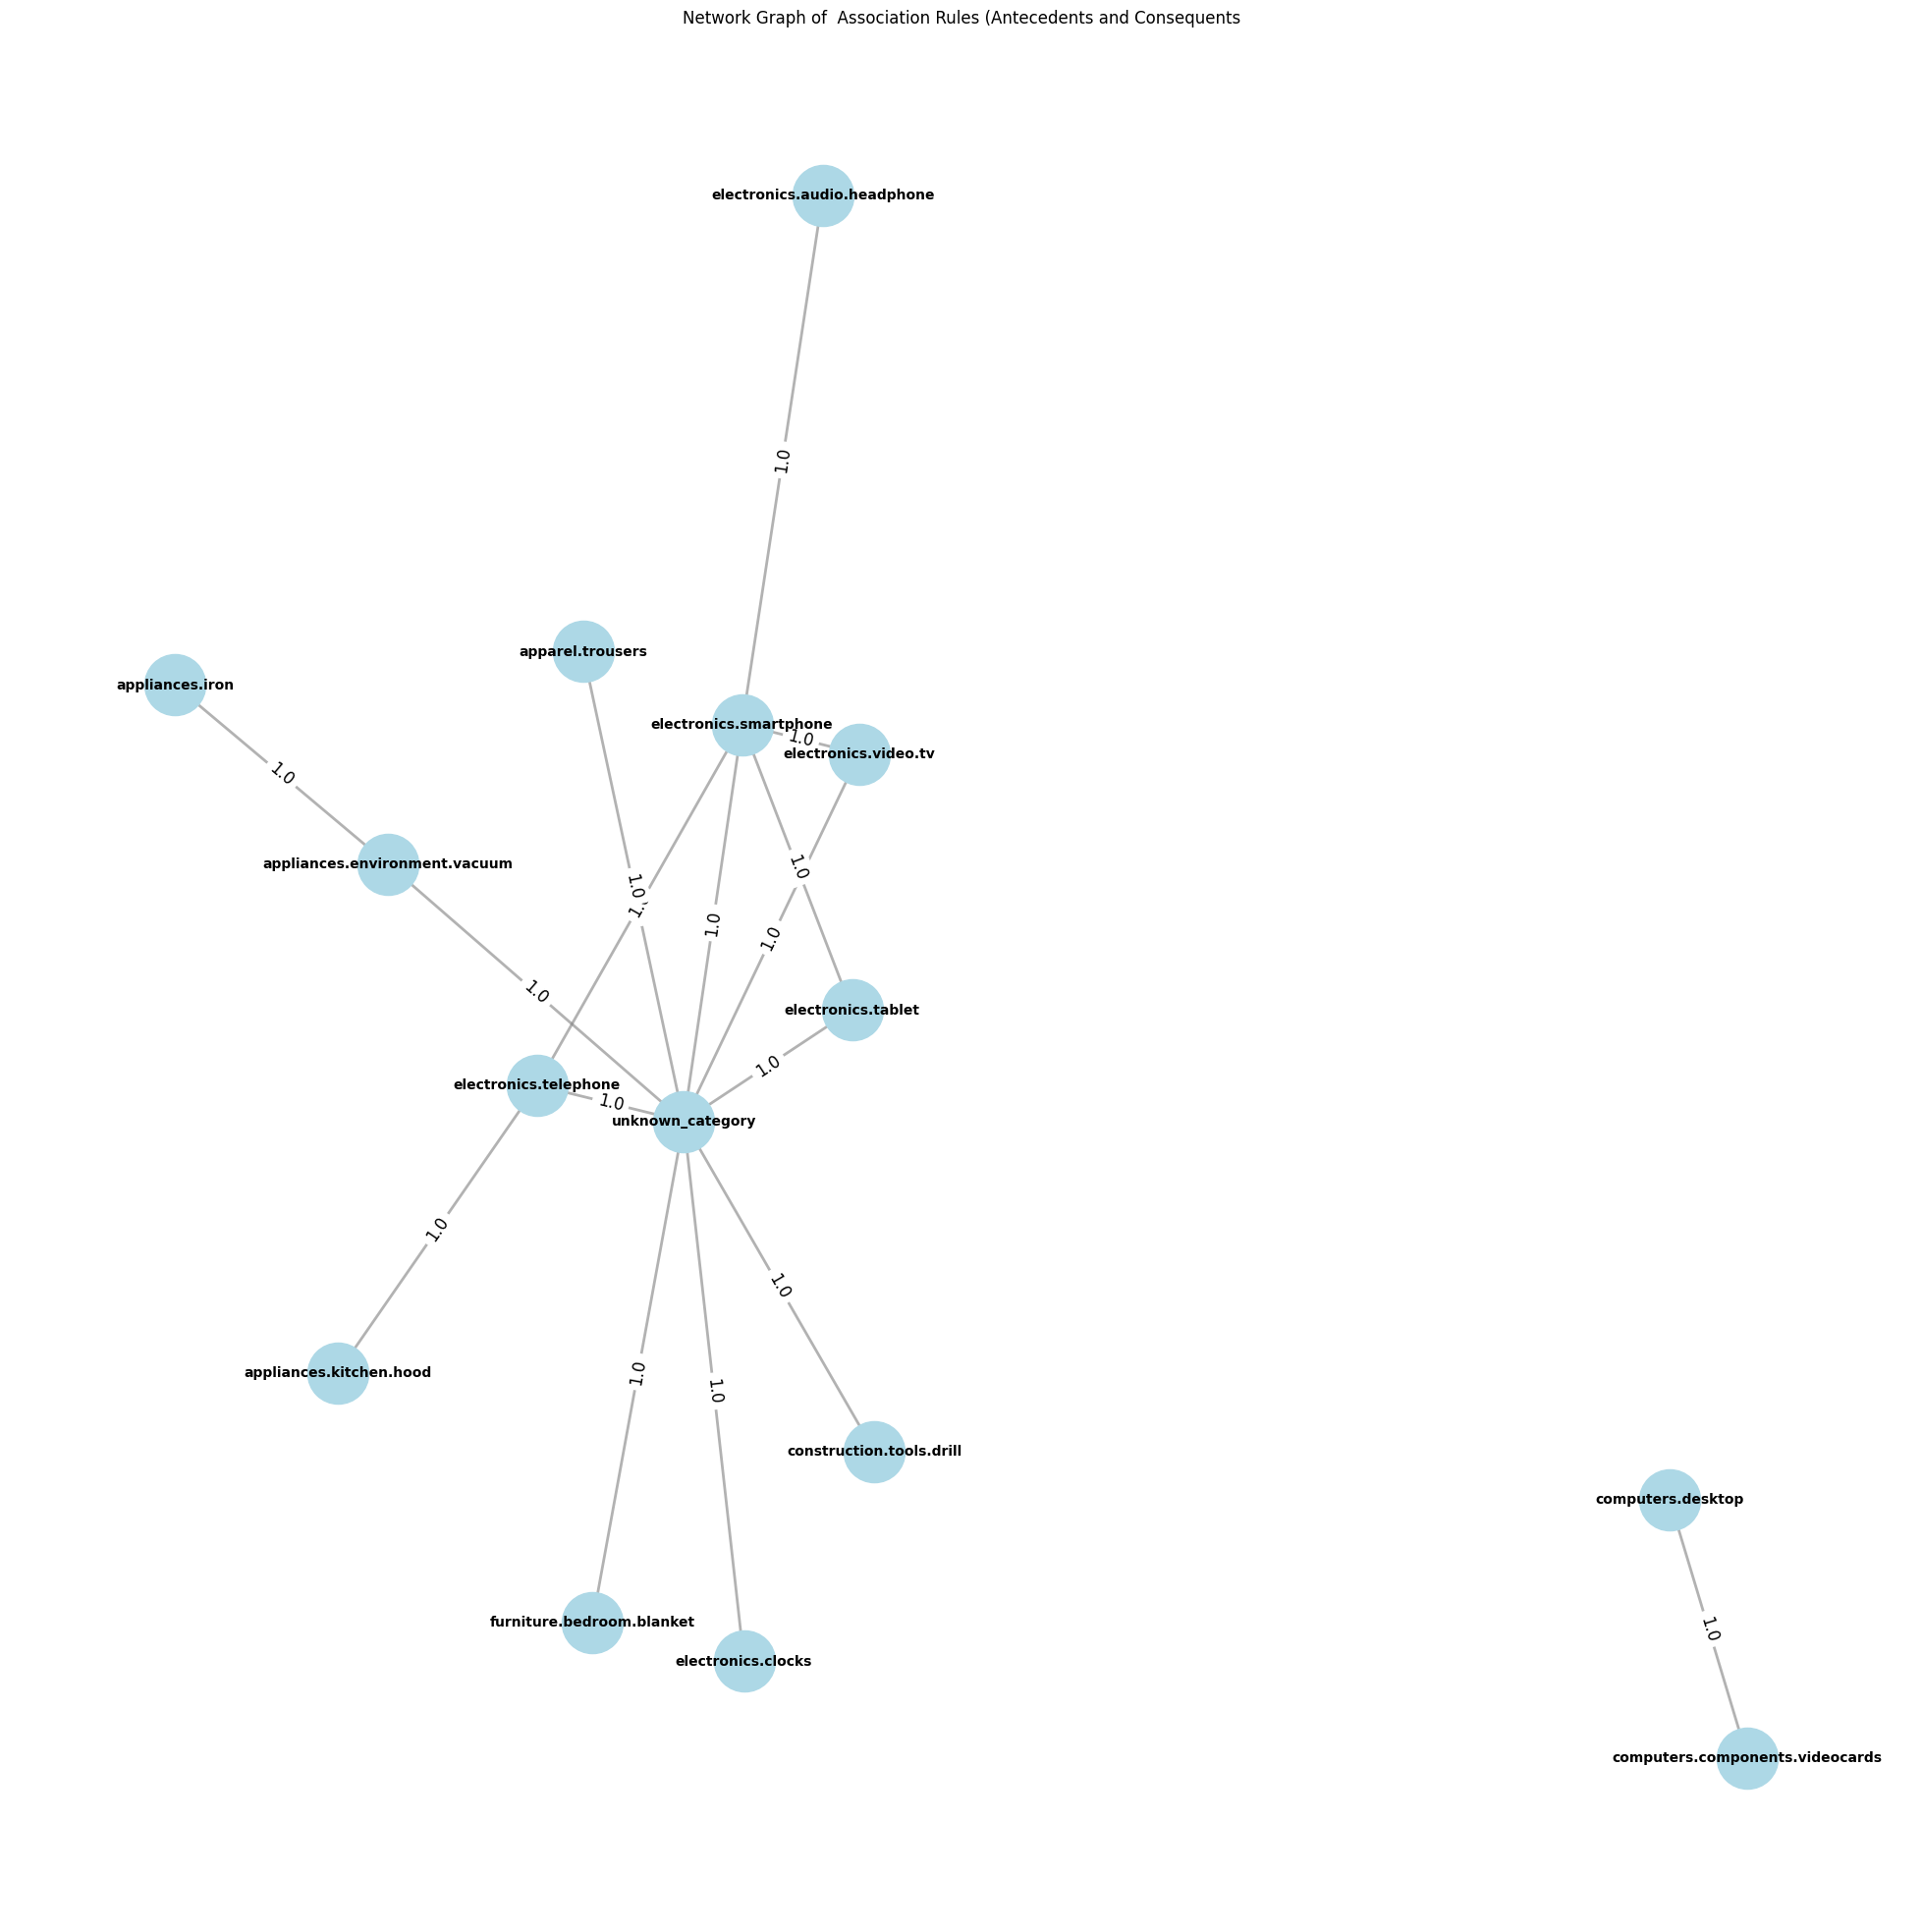 Network Graph of  Association Rules (Antecedents and Consequents
electronics.audio.headphone
1.0
apparel.trousers
appliances.iron
electronics.smartphone
1.0
electronics.video.tv
1.0
appliances.environment.vacuum
1.0
1.0
1.0
1.0
1.0
electronics.tablet
1.0
electronics.telephone
1.0
unknown_category
1.0
1.0
appliances.kitchen.hood
1.0
1.0
construction.tools.drill
computers.desktop
furniture.bedroom.blanket
1.0
electronics.clocks
computers.components.videocards